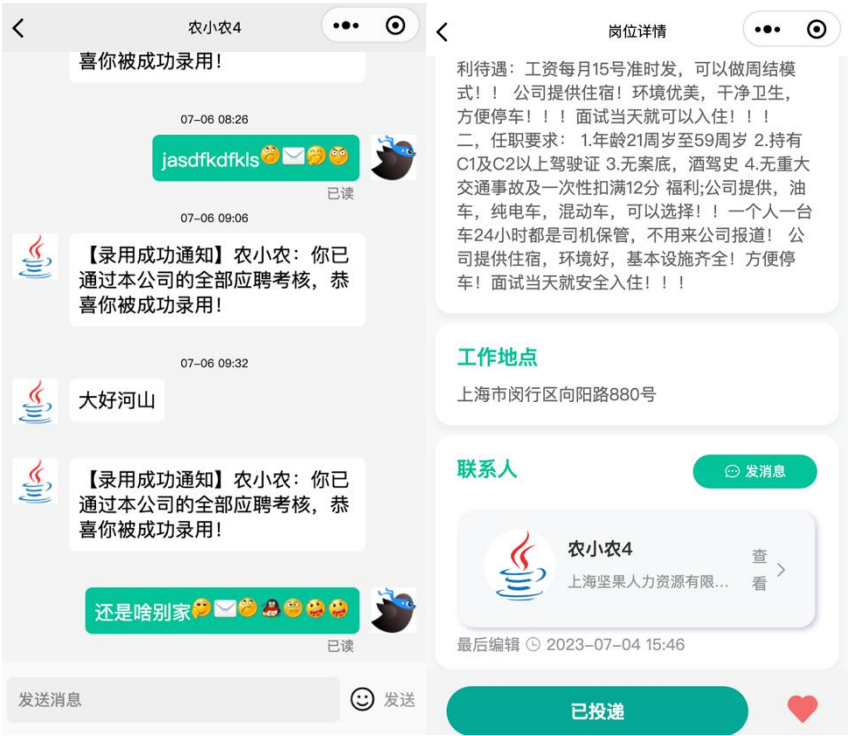 农小农4
喜你被成功录用！
07-06 08:26
jasdfkdfkls🤔✉️🤔😠
已读
07-06 09:06
【录用成功通知】农小农：你已
通过本公司的全部应聘考核，恭
喜你被成功录用！
07-06 09:32
大好河山
【录用成功通知】农小农：你已
通过本公司的全部应聘考核，恭
喜你被成功录用！
还是啥别家
已读
发送消息
发送
岗位详情
利待遇：工资每月15号准时发，可以做周结模
式！！ 公司提供住宿！环境优美，干净卫生，
方便停车！！！面试当天就可以入住！！！
二，任职要求： 1.年龄21周岁至59周岁 2.持有
C1及C2以上驾驶证 3.无案底，酒驾史 4.无重大
交通事故及一次性扣满12分 福利;公司提供，油
车，纯电车，混动车，可以选择！！一个人一台
车24小时都是司机保管，不用来公司报道！ 公
司提供住宿，环境好，基本设施齐全！方便停
车！面试当天就安全入住！！！
工作地点
上海市闵行区向阳路880号
联系人
发消息
农小农4
上海坚果人力资源有限...
查
看
最后编辑 2023-07-04 15:46
已投递